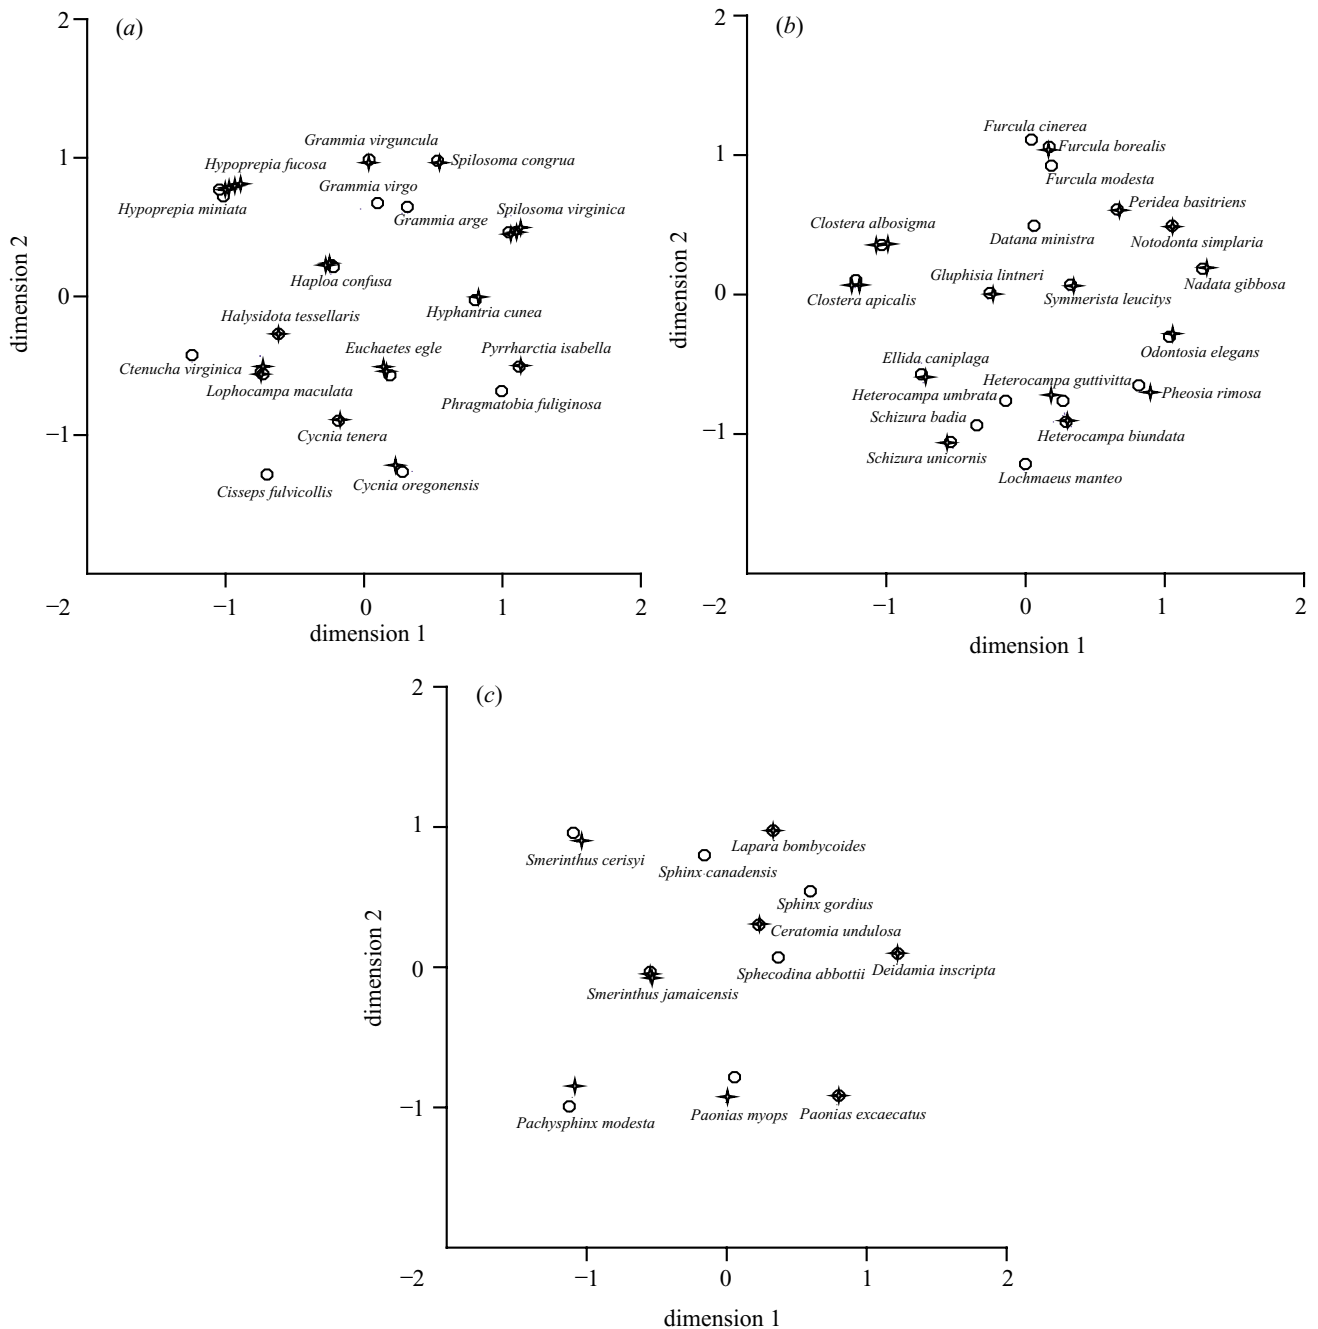 2
(a)
Grammia virguncula
Hypoprepia fucosa
Spilosoma congrua
1
Grammia virgo
Hypoprepia miniata
Spilosoma virginica
Grammia arge
dimension 2
Haploa confusa
0
Hyphantria cunea
Halysidota tessellaris
Euchaetes egle
Pyrrharctia isabella
Ctenucha virginica
Lophocampa maculata
Phragmatobia fuliginosa
−1
Cycnia tenera
Cisseps fulvicollis
Cycnia oregonensis
−2
−1
0
1
2
dimension 1
2
(b)
Furcula cinerea
Furcula borealis
1
Furcula modesta
Peridea basitriens
Clostera albosigma
Datana ministra
Notodonta simplaria
dimension 2
Gluphisia lintneri
Nadata gibbosa
0
Clostera apicalis
Symmerista leucitys
Odontosia elegans
Ellida caniplaga
Heterocampa guttivitta
Heterocampa umbrata
Pheosia rimosa
Schizura badia
−1
Heterocampa biundata
Schizura unicornis
Lochmaeus manteo
−2
−1
0
1
2
dimension 1
2
(c)
1
Lapara bombycoides
Smerinthus cerisyi
Sphinx canadensis
Sphinx gordius
dimension 2
Ceratomia undulosa
0
Sphecodina abbottii
Deidamia inscripta
Smerinthus jamaicensis
−1
Pachysphinx modesta
Paonias myops
Paonias excaecatus
−2
−1
0
1
2
dimension 1